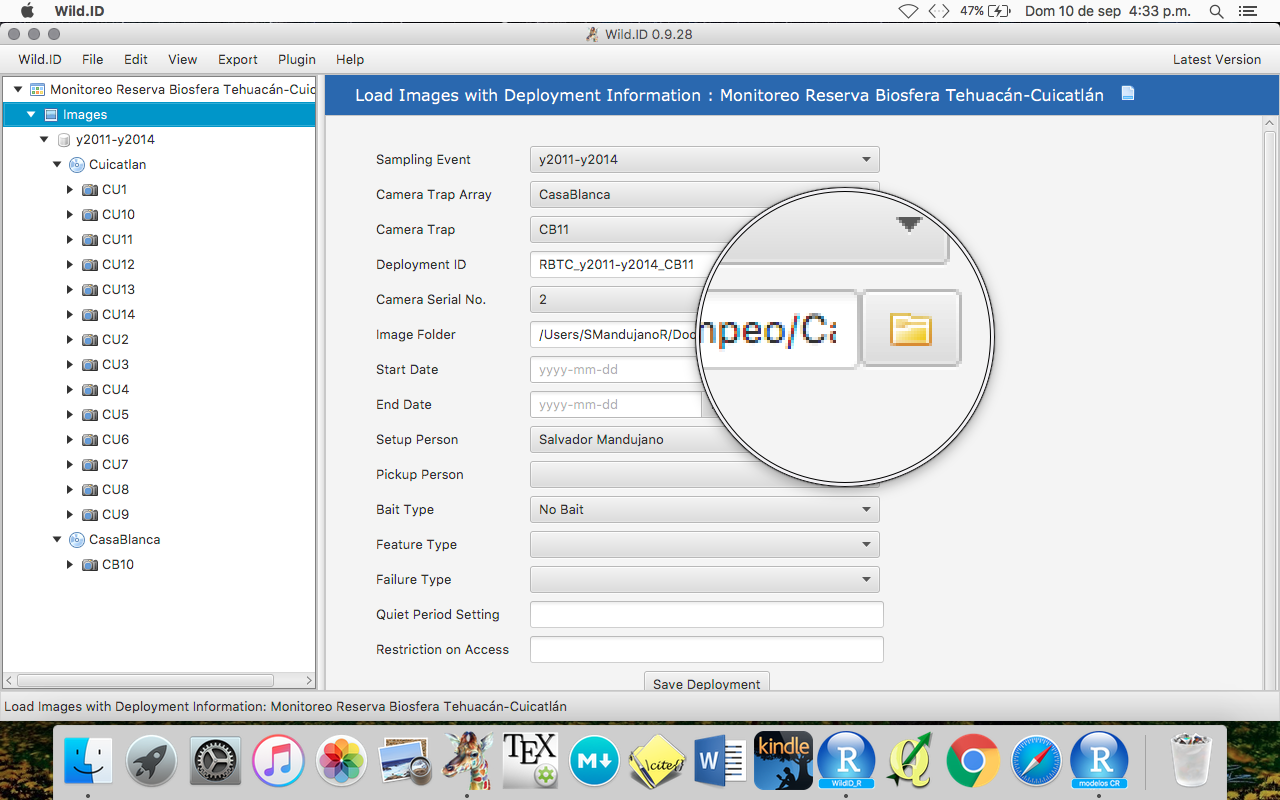 Wild.ID
47%
Dom 10 de sep 4:33 p.m.
Wild.ID 0.9.28
Wild.ID File Edit View Export Plugin Help
Latest Version
Monitoreo Reserva Biosfera Tehuacán-Cuic
Images
y2011-y2014
Cuicatlan
CU1
CU10
CU11
CU12
CU13
CU14
CU2
CU3
CU4
CU5
CU6
CU7
CU8
CU9
CasaBlanca
CB10
Load Images with Deployment Information : Monitoreo Reserva Biosfera Tehuacán-Cuicatlán
Sampling Event y2011-y2014
Camera Trap Array CasaBlanca
Camera Trap CB11
Deployment ID RBTC_y2011-y2014_CB11
Camera Serial No. 2
Image Folder /Users/SMandujanoR/Doc
mpeo/Ca
Start Date yyyy-mm-dd
End Date yyyy-mm-dd
Setup Person Salvador Mandujano
Pickup Person
Bait Type No Bait
Feature Type
Failure Type
Quiet Period Setting
Restriction on Access
Save Deployment
Load Images with Deployment Information: Monitoreo Reserva Biosfera Tehuacán-Cuicatlán
TEX
M
\cite{}
W
kindle
R
WildID_R
R
modelos CR